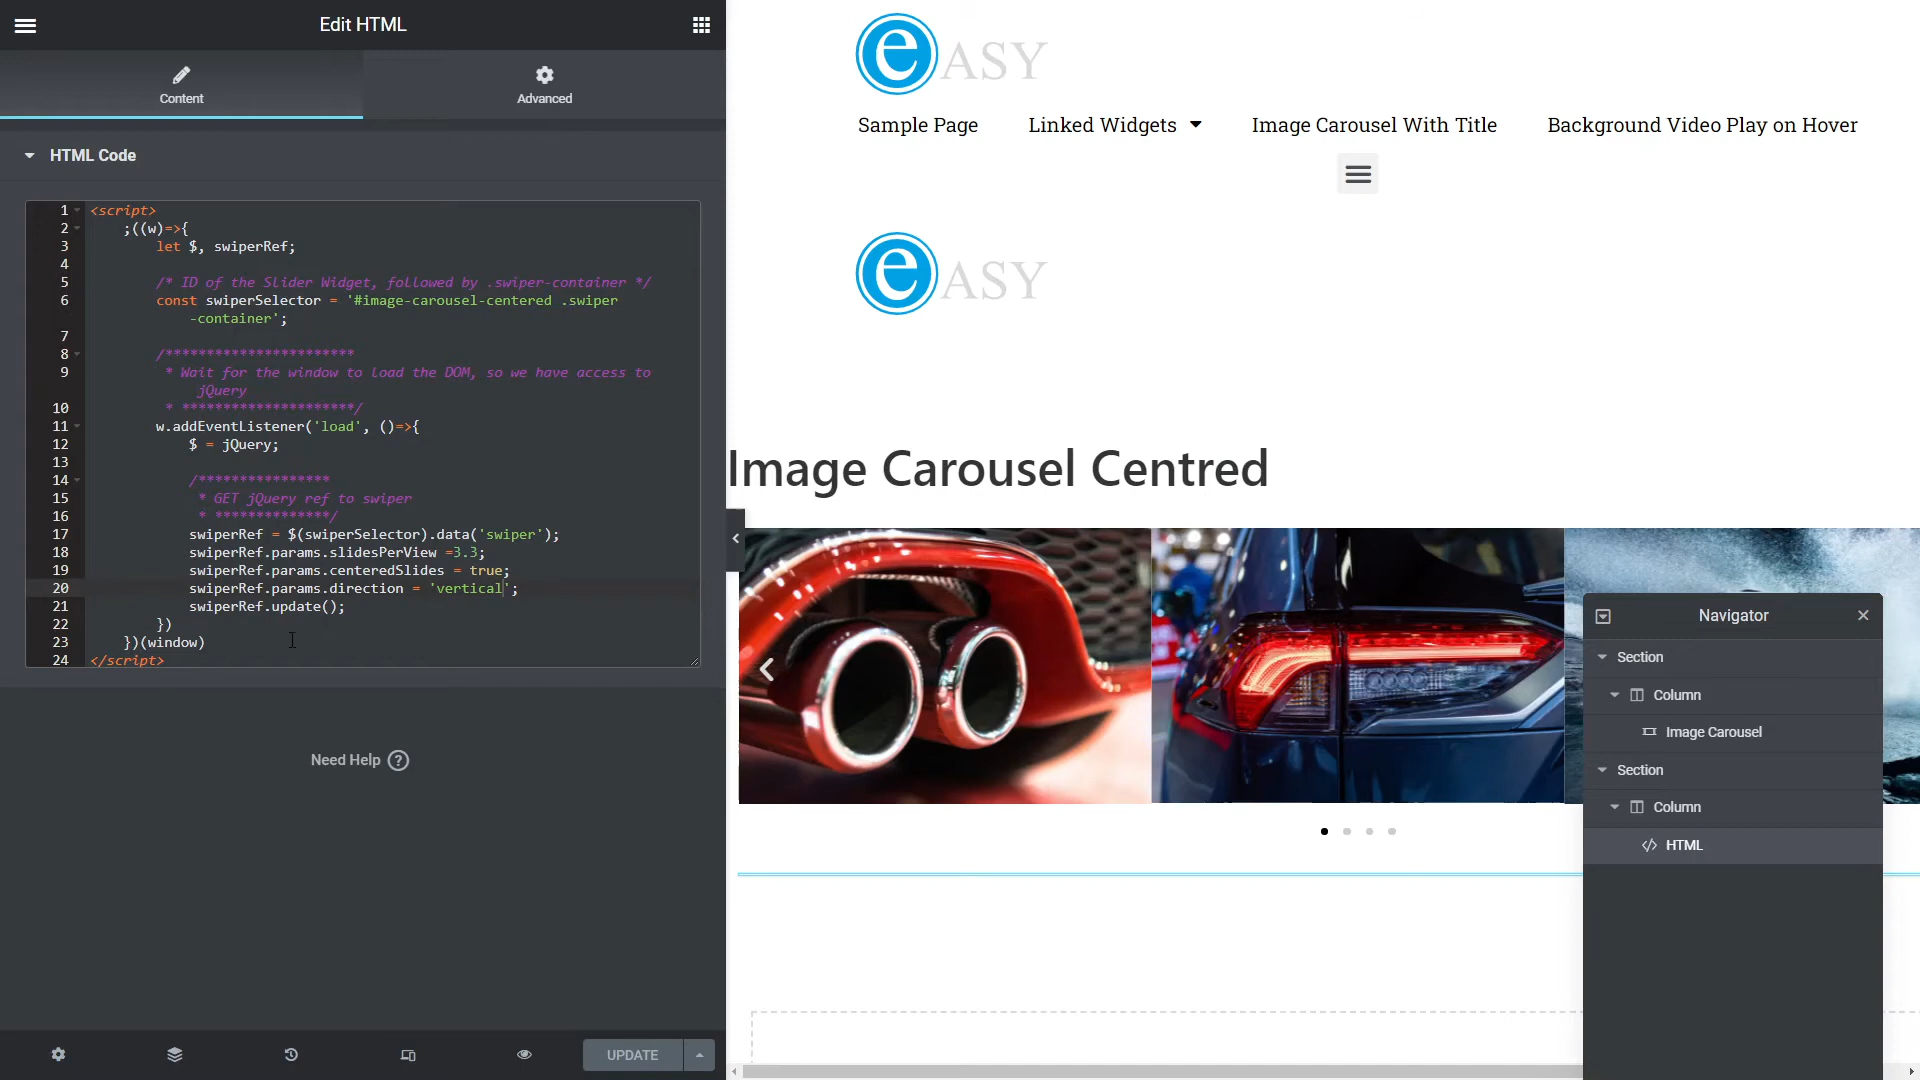 Edit HTML
Content
Advanced
HTML Code
1 <script>
2 ;((w)=>{
3 let $, swiperRef;
4
5 /* ID of the Slider Widget, followed by .swiper-container */
6 const swiperSelector = '#image-carousel-centered .swiper
-container';
7
8 /***********************
9 * Wait for the window to load the DOM, so we have access to
jQuery
10 * *********************/
11 w.addEventListener('load', ()=>{
12 $ = jQuery;
13
14 /****************
15 * GET jQuery ref to swiper
16 * **************/
17 swiperRef = $(swiperSelector).data('swiper');
18 swiperRef.params.slidesPerView =3.3;
19 swiperRef.params.centeredSlides = true;
20 swiperRef.params.direction = 'vertical';
21 swiperRef.update();
22 })
23 })(window)
24 </script>
Need Help ?
UPDATE
eASY
Sample Page
Linked Widgets
Image Carousel With Title
Background Video Play on Hover
eASY
Image Carousel Centred
Navigator
Section
Column
Image Carousel
Section
Column
</> HTML